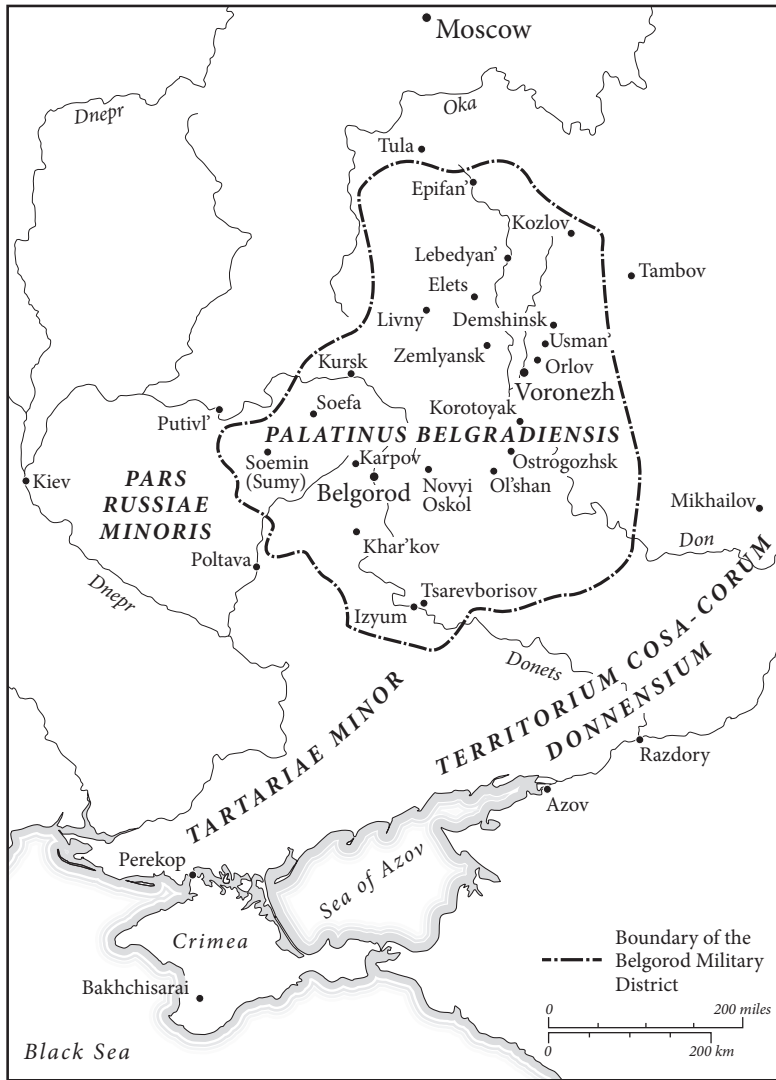 Moscow
Dnepr
Oka
Tula
Epifan’
Kozlov
Lebedyan’
Tambov
Elets
Livny
Demshinsk
Usman’
Zemlyansk
Orlov
Kursk
Voronezh
Soefa
Korotoyak
Putivl’
PALATINUS BELGRADIENSIS
Soemin
(Sumy)
Karpov
Ostrogozhsk
PARS
RUSSIAE
MINORIS
Kiev
Belgorod
Novyi
Oskol
Ol’shan
Mikhailov
Khar’kov
Don
Poltava
Dnepr
Tsarevborisov
Izyum
Donets
TERRITORIUM COSA-CORUM
DONNENSIUM
TARTARIAE MINOR
Razdory
Azov
Perekop
Sea of Azov
Crimea
Bakhchisarai
Black Sea
Boundary of the
Belgorod Military
District
0 200 miles
0 200 km